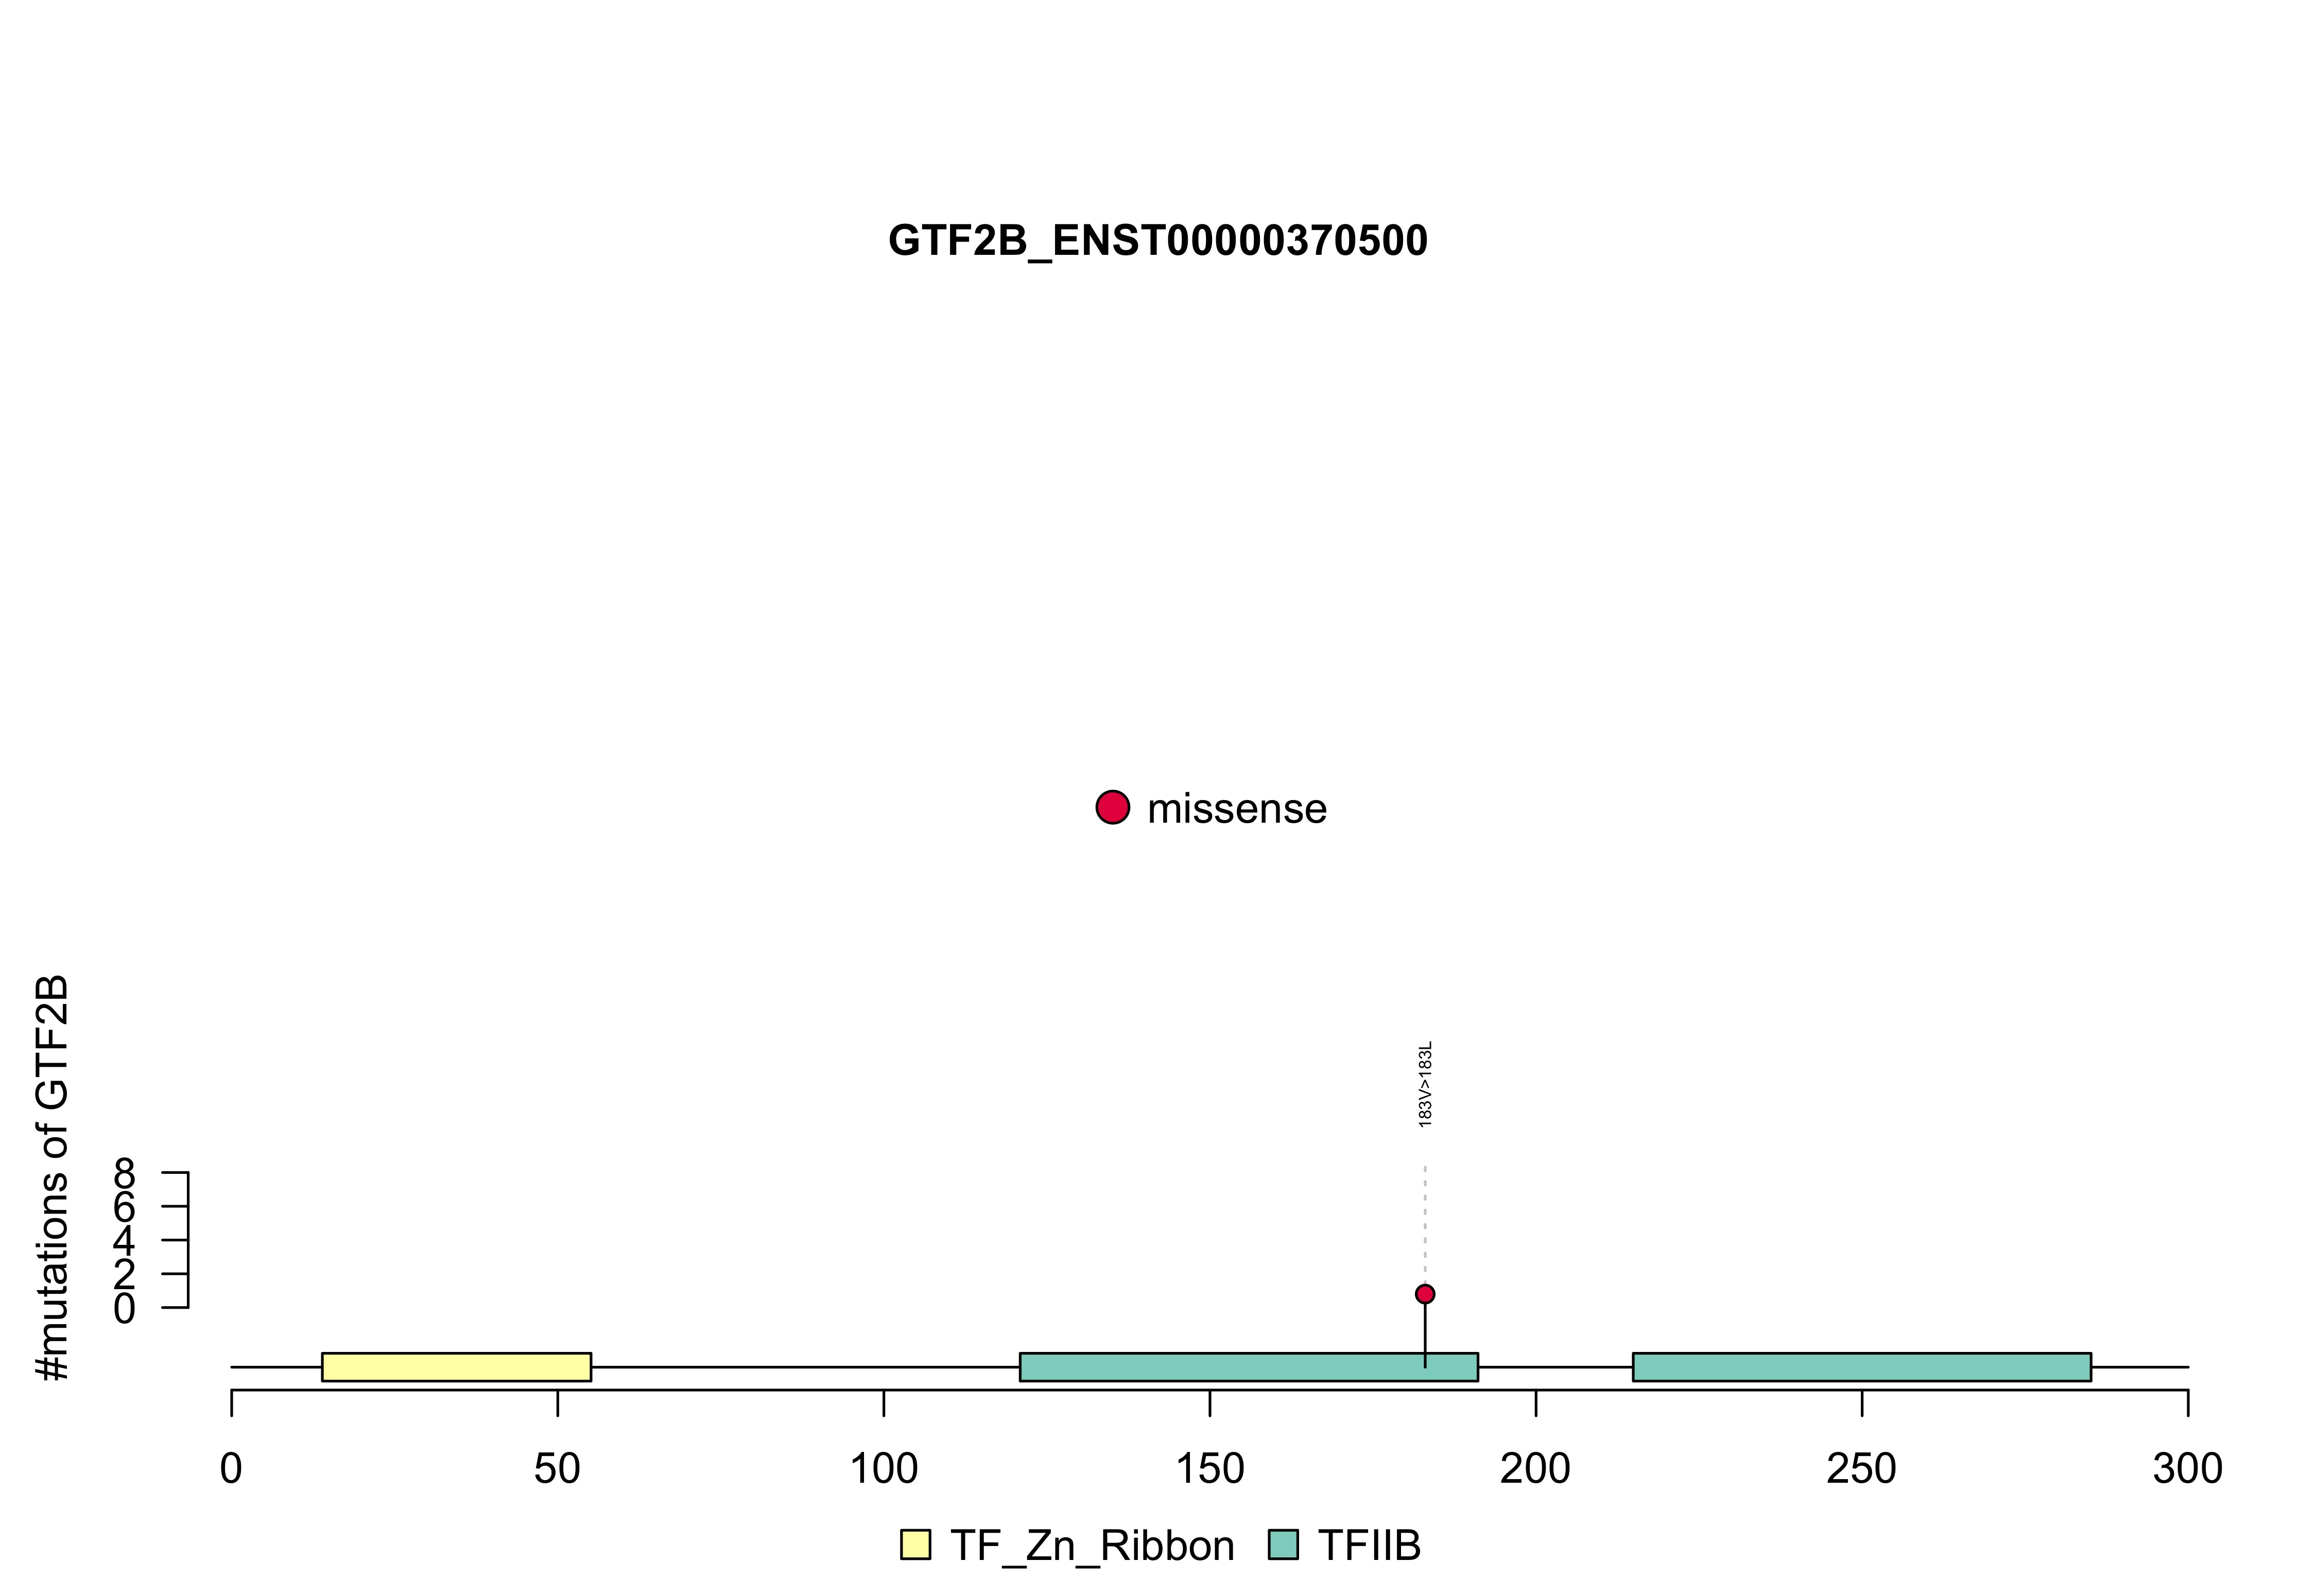 GTF2B_ENST00000370500
missense
#mutations of GTF2B
183V>183L
8
6
4
2
0
0 50 100 150 200 250 300
TF_Zn_Ribbon TFIIB